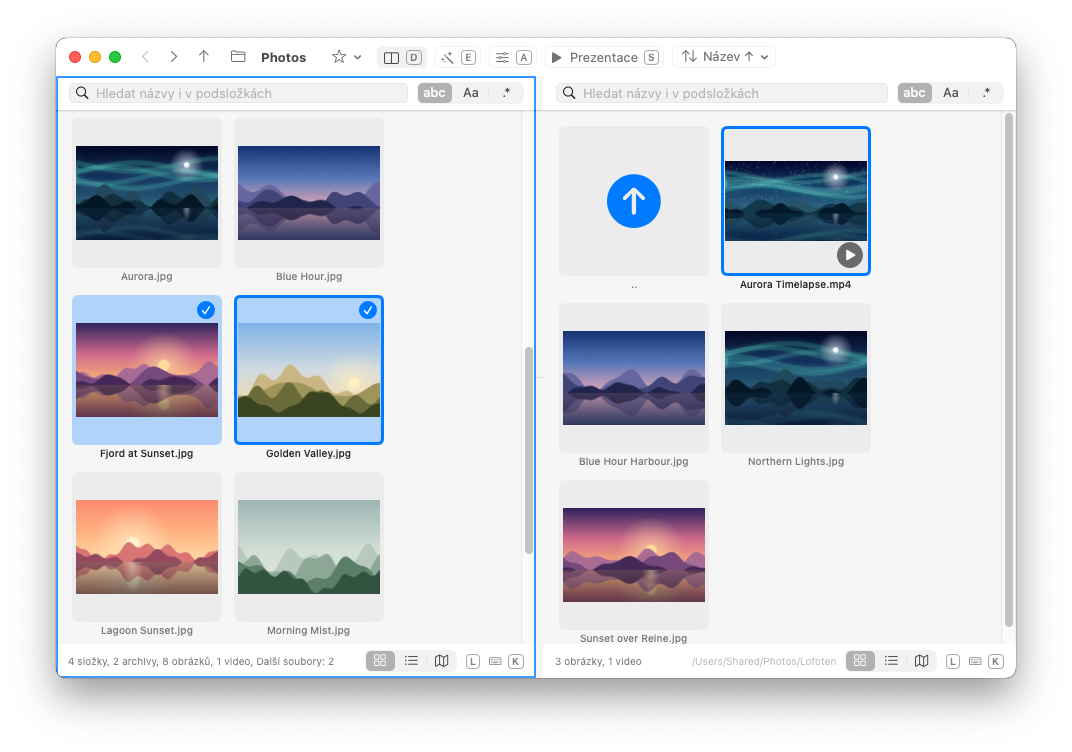 Photos
D
E
A
Prezentace S
Název
Hledat názvy i v podsložkách
abc Aa .*
Hledat názvy i v podsložkách
abc Aa .*
Aurora.jpg
Blue Hour.jpg
Fjord at Sunset.jpg
Golden Valley.jpg
Lagoon Sunset.jpg
Morning Mist.jpg
4 složky, 2 archivy, 8 obrázků, 1 video, Další soubory: 2
L
K
..
Aurora Timelapse.mp4
Blue Hour Harbour.jpg
Northern Lights.jpg
Sunset over Reine.jpg
3 obrázky, 1 video
/Users/Shared/Photos/Lofoten
L
K